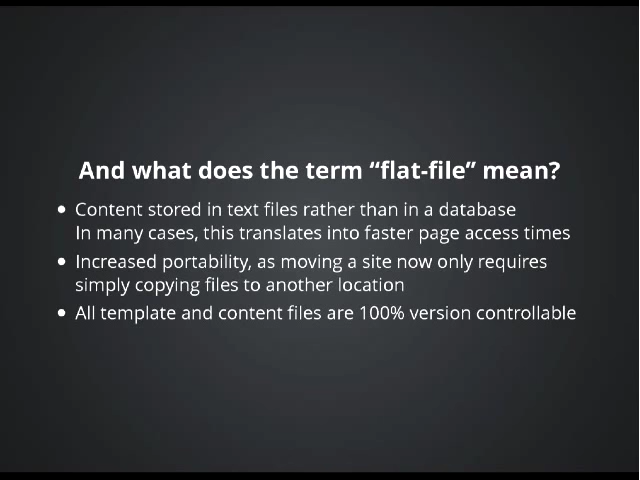 And what does the term “flat-file” mean?
• Content stored in text files rather than in a database
In many cases, this translates into faster page access times
• Increased portability, as moving a site now only requires
simply copying files to another location
• All template and content files are 100% version controllable